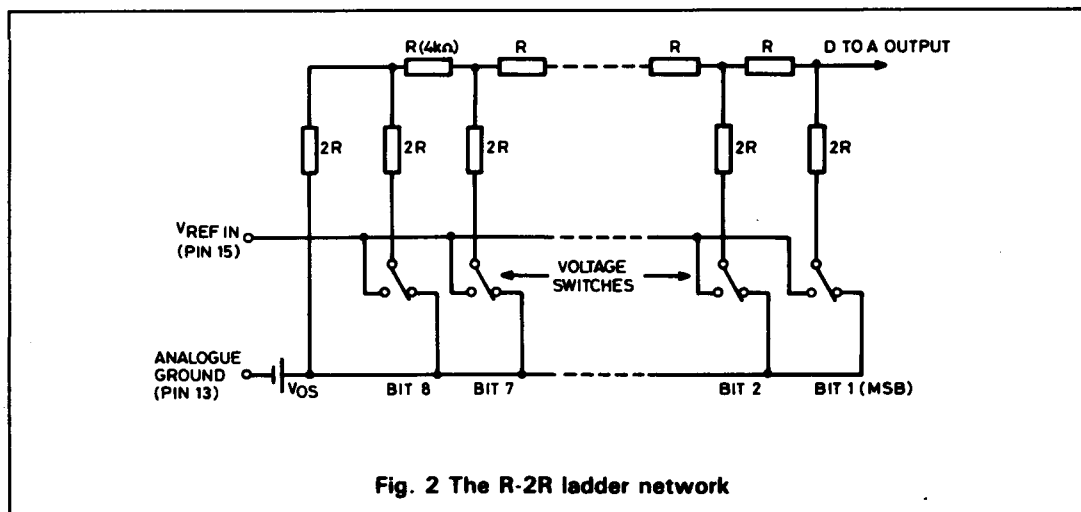 R(4kΩ) R R R D TO A OUTPUT
2R 2R 2R 2R 2R
VREF IN
(PIN 15)
VOLTAGE
SWITCHES
ANALOGUE
GROUND
(PIN 13)
VOS BIT 8 BIT 7 BIT 2 BIT 1 (MSB)
Fig. 2 The R-2R ladder network